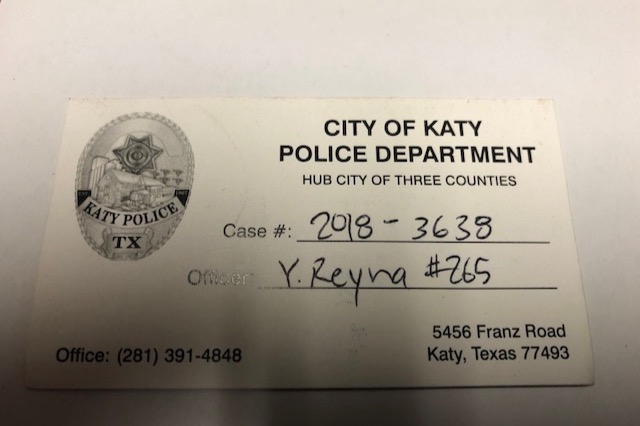 CITY OF KATY
POLICE DEPARTMENT
HUB CITY OF THREE COUNTIES
KATY POLICE
TX
Case #: 2018 - 3638
Officer: Y. Reyna #265
5456 Franz Road
Office: (281) 391-4848 Katy, Texas 77493